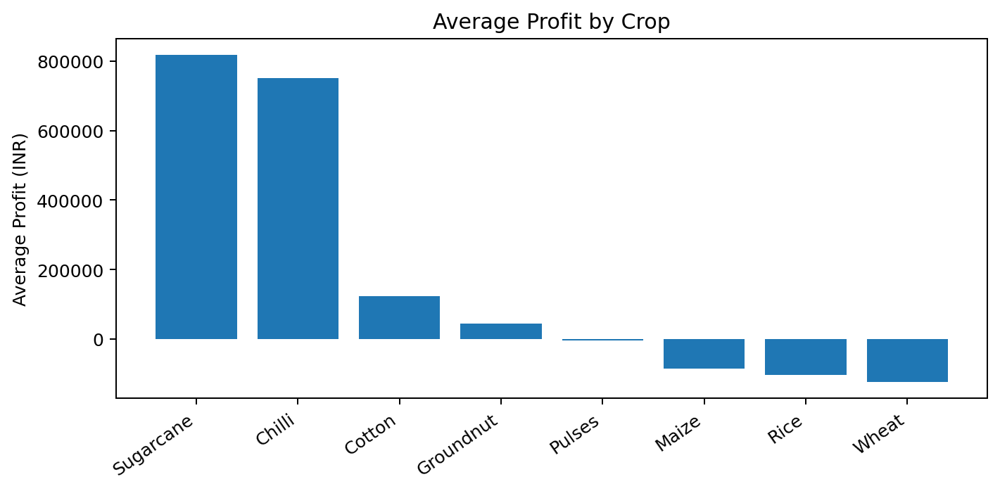 Average Profit by Crop
Average Profit (INR)
800000
600000
400000
200000
0
Sugarcane
Chilli
Cotton
Groundnut
Pulses
Maize
Rice
Wheat